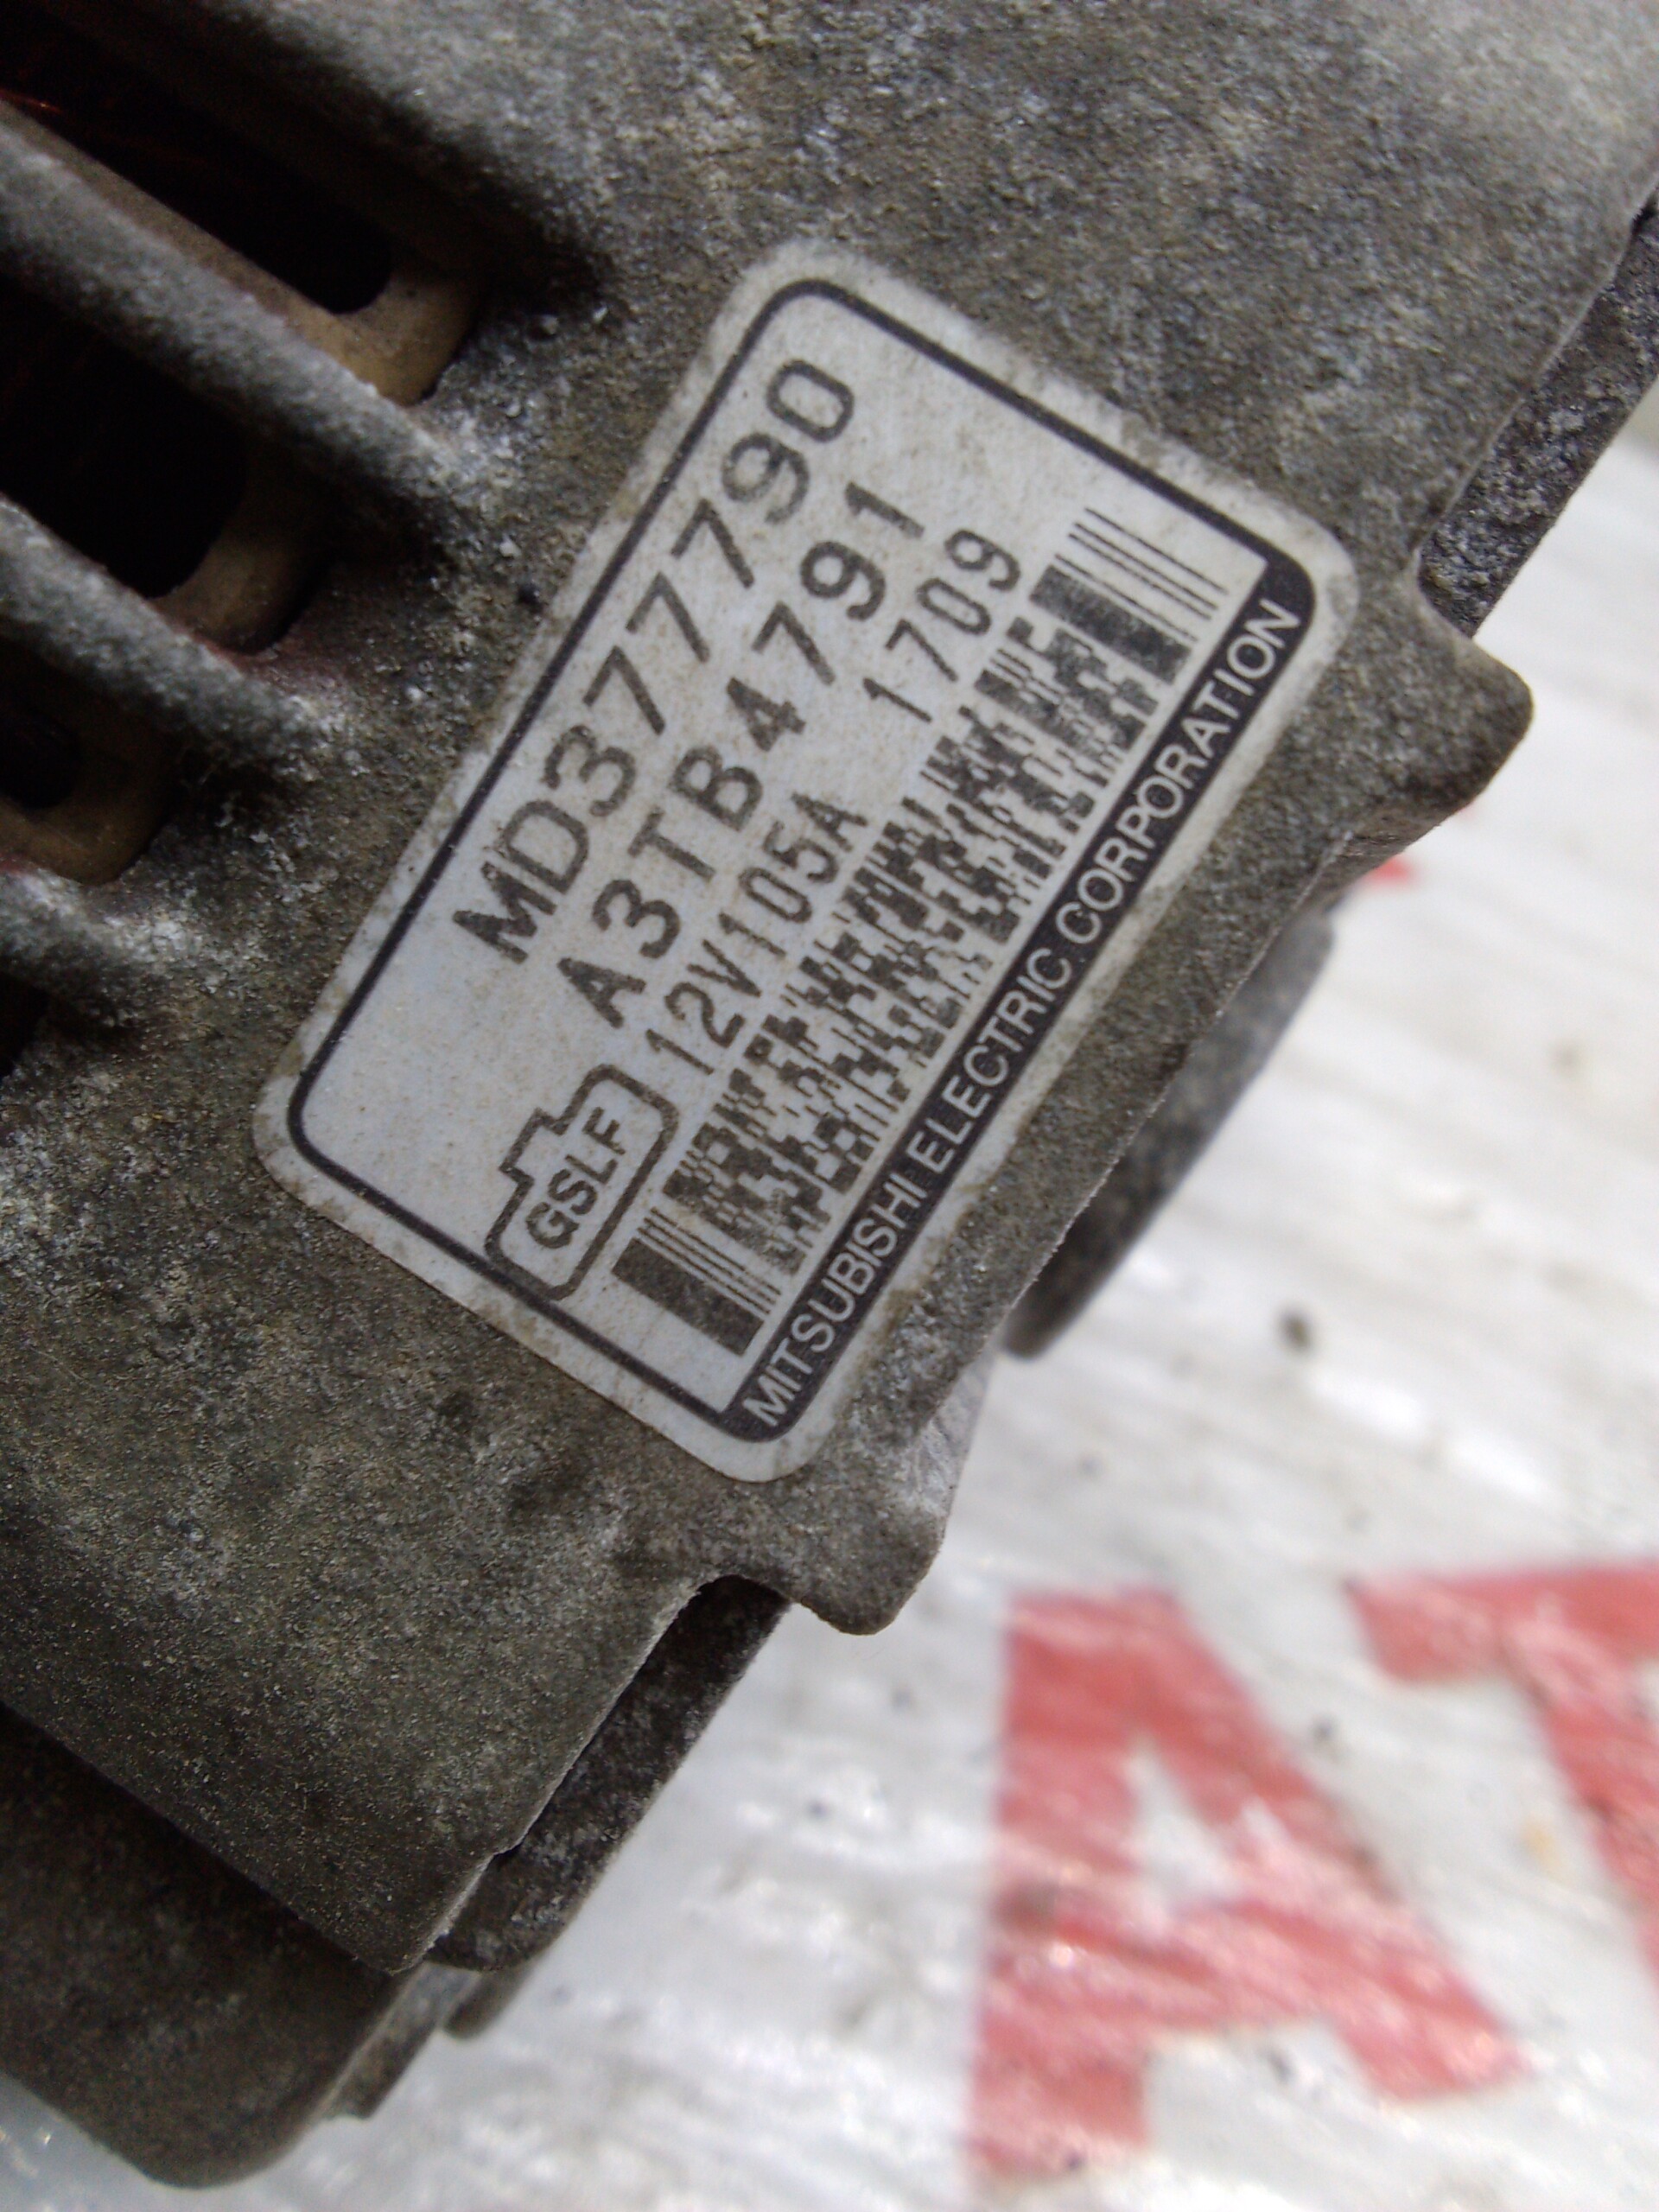 MD377790
A3TB4791
12V105A 1709
GSLF
MITSUBISHI ELECTRIC CORPORATION
A